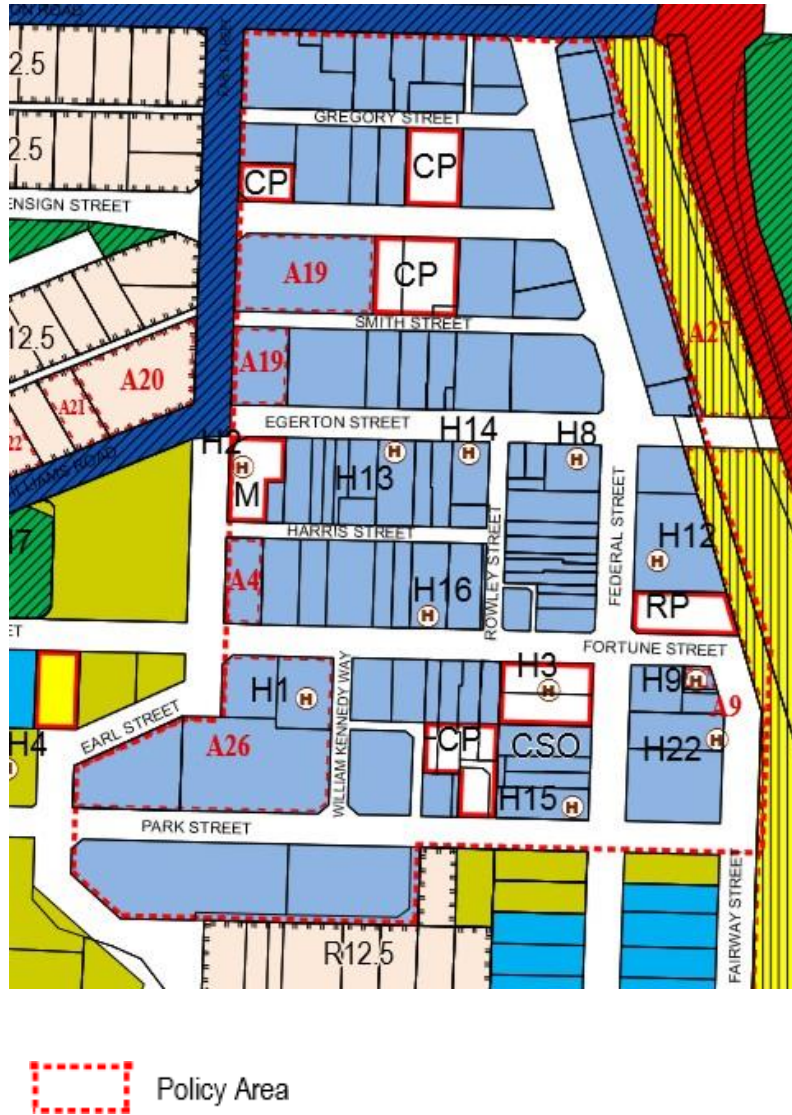 2.5
GREGORY STREET
2.5
CP
CP
ENSIGN STREET
A19
CP
12.5
SMITH STREET
A27
A19
A20
A21
22
EGERTON STREET
H2
H14
H8
H13
M
HARRIS STREET
ROWLEY STREET
FEDERAL STREET
H12
7
A4
H16
RP
ET
FORTUNE STREET
H1
WILLIAM KENNEDY WAY
H3
H9
A9
EARL STREET
A26
CP
CSO
H22
H4
H15
PARK STREET
FAIRWAY STREET
R12.5
H
H
H
H
H
H
H
H
H
H
H
Policy Area